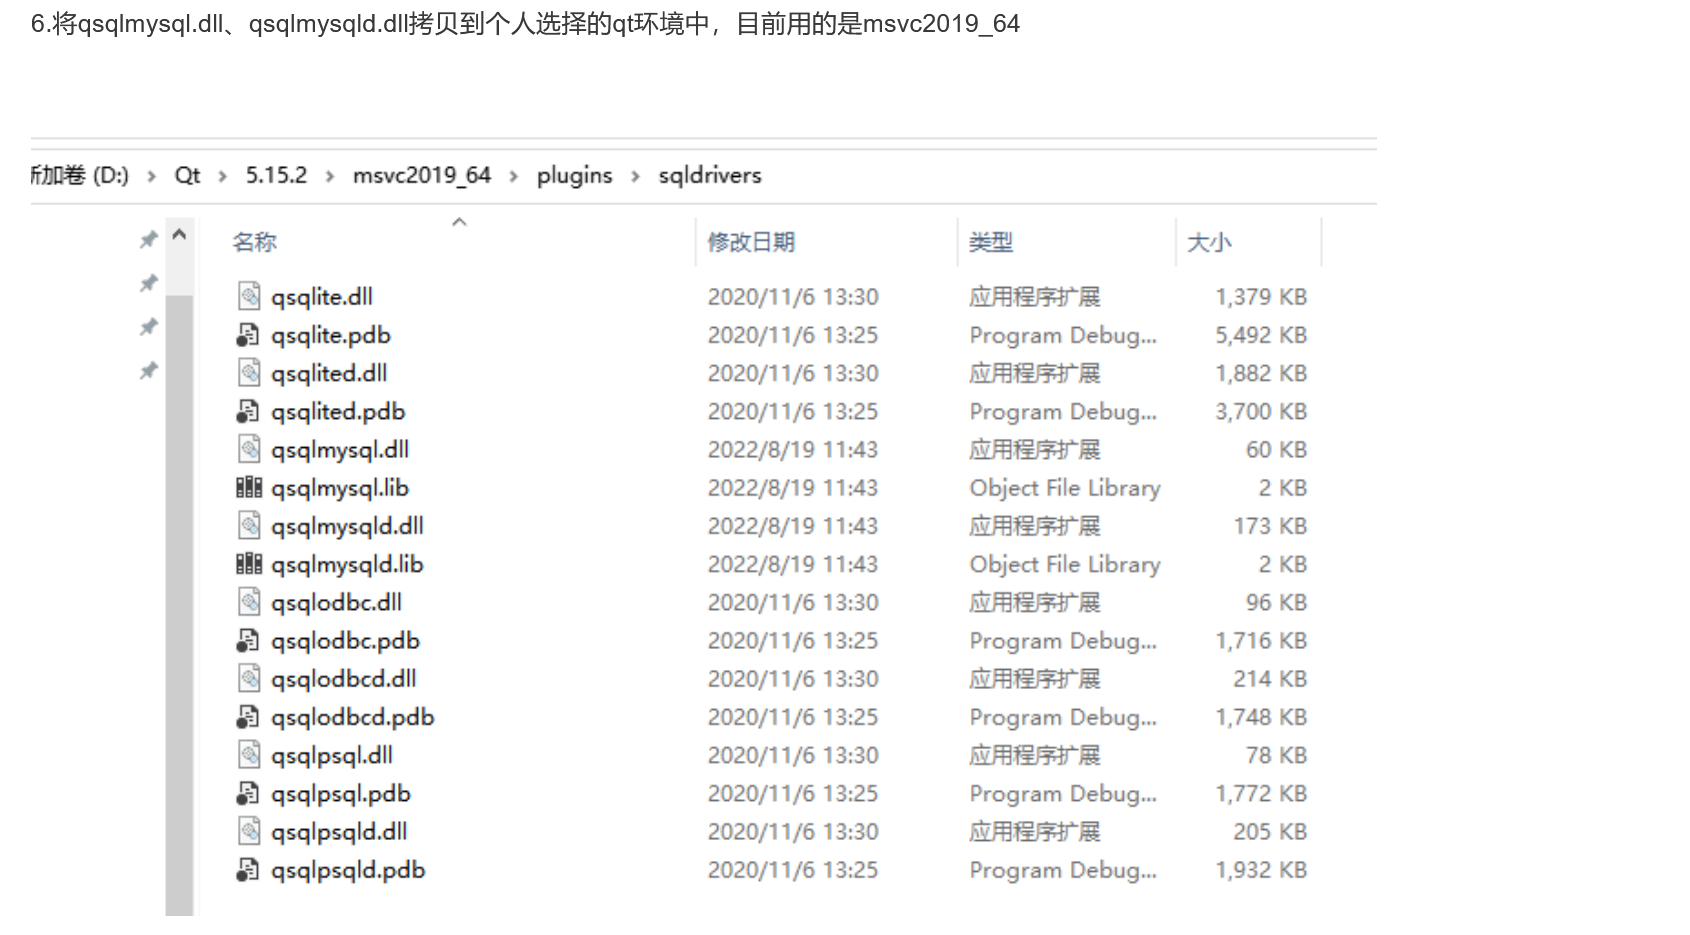 6.将qsqlmysql.dll、qsqlmysqld.dll拷贝到个人选择的qt环境中，目前用的是msvc2019_64
新加卷 (D:) › Qt › 5.15.2 › msvc2019_64 › plugins › sqldrivers
名称 修改日期 类型 大小
qsqlite.dll 2020/11/6 13:30 应用程序扩展 1,379 KB
qsqlite.pdb 2020/11/6 13:25 Program Debug... 5,492 KB
qsqlited.dll 2020/11/6 13:30 应用程序扩展 1,882 KB
qsqlited.pdb 2020/11/6 13:25 Program Debug... 3,700 KB
qsqlmysql.dll 2022/8/19 11:43 应用程序扩展 60 KB
qsqlmysql.lib 2022/8/19 11:43 Object File Library 2 KB
qsqlmysqld.dll 2022/8/19 11:43 应用程序扩展 173 KB
qsqlmysqld.lib 2022/8/19 11:43 Object File Library 2 KB
qsqlodbc.dll 2020/11/6 13:30 应用程序扩展 96 KB
qsqlodbc.pdb 2020/11/6 13:25 Program Debug... 1,716 KB
qsqlodbcd.dll 2020/11/6 13:30 应用程序扩展 214 KB
qsqlodbcd.pdb 2020/11/6 13:25 Program Debug... 1,748 KB
qsqlpsql.dll 2020/11/6 13:30 应用程序扩展 78 KB
qsqlpsql.pdb 2020/11/6 13:25 Program Debug... 1,772 KB
qsqlpsqld.dll 2020/11/6 13:30 应用程序扩展 205 KB
qsqlpsqld.pdb 2020/11/6 13:25 Program Debug... 1,932 KB